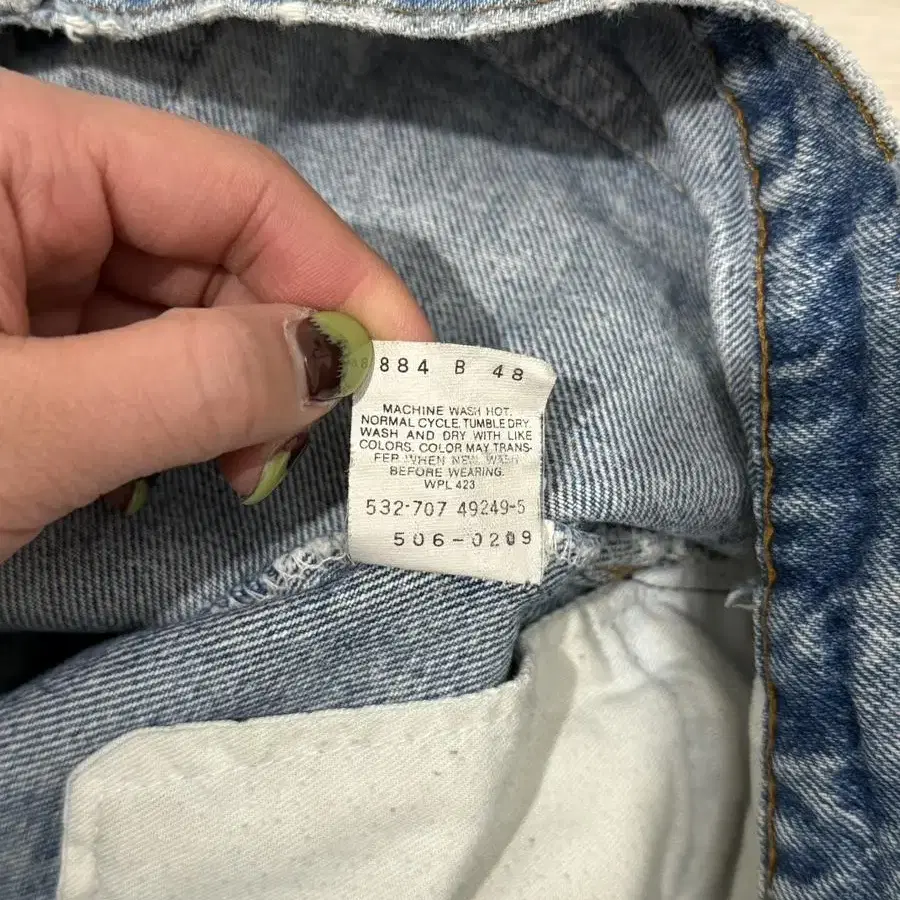 884 B 48
MACHINE WASH HOT.
NORMAL CYCLE. TUMBLE DRY.
WASH AND DRY WITH LIKE
COLORS. COLOR MAY TRANS-
FER WHEN NEW. WASH
BEFORE WEARING.
WPL 423
532-707 49249-5
506-0209